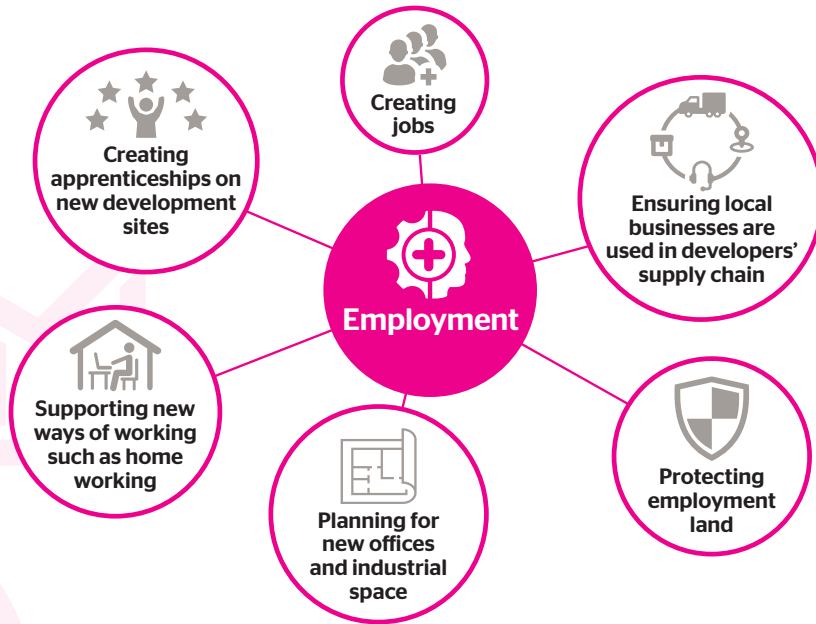 Creating
jobs
Creating
apprenticeships on
new development
sites
Ensuring local
businesses are
used in developers’
supply chain
Employment
Supporting new
ways of working
such as home
working
Planning for
new offices
and industrial
space
Protecting
employment
land